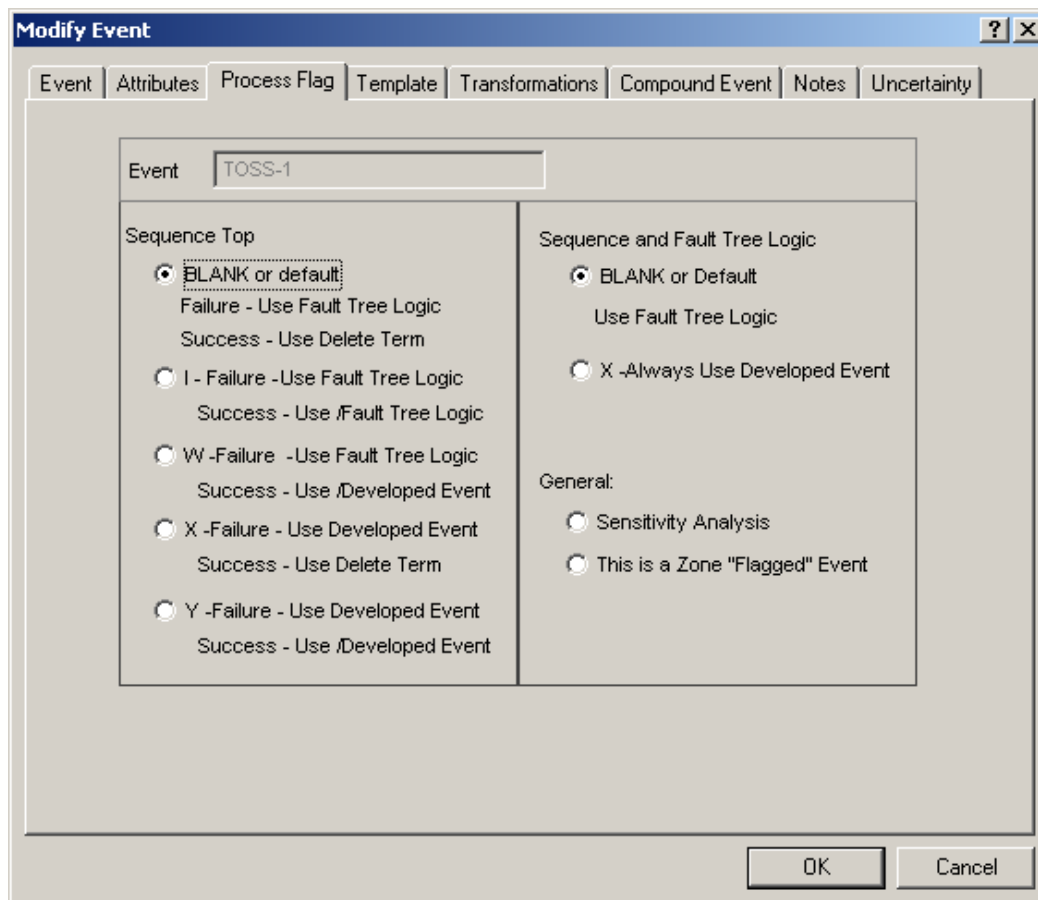 Modify Event
Event Attributes Process Flag Template Transformations Compound Event Notes Uncertainty
Event TOSS-1
Sequence Top
BLANK or default
Failure - Use Fault Tree Logic
Success - Use Delete Term
I - Failure -Use Fault Tree Logic
Success - Use /Fault Tree Logic
W -Failure -Use Fault Tree Logic
Success - Use /Developed Event
X -Failure - Use Developed Event
Success - Use Delete Term
Y -Failure - Use Developed Event
Success - Use /Developed Event
Sequence and Fault Tree Logic
BLANK or Default
Use Fault Tree Logic
X -Always Use Developed Event
General:
Sensitivity Analysis
This is a Zone "Flagged" Event
OK Cancel